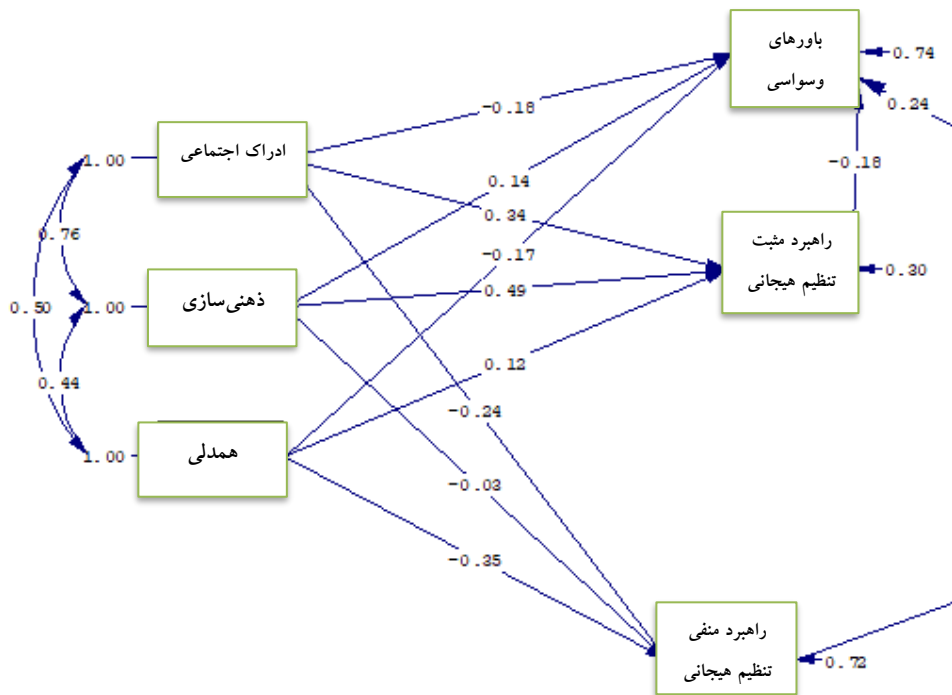 باورهای
وسواسی
0.74
0.24
-0.18
-0.18
ادراک اجتماعی
1.00
0.14
0.34
راهبرد مثبت
تنظیم هیجانی
0.76
-0.17
0.30
ذهنی‌سازی
1.00
0.50
0.49
0.44
0.12
-0.24
همدلی
1.00
-0.03
-0.35
راهبرد منفی
تنظیم هیجانی
0.72